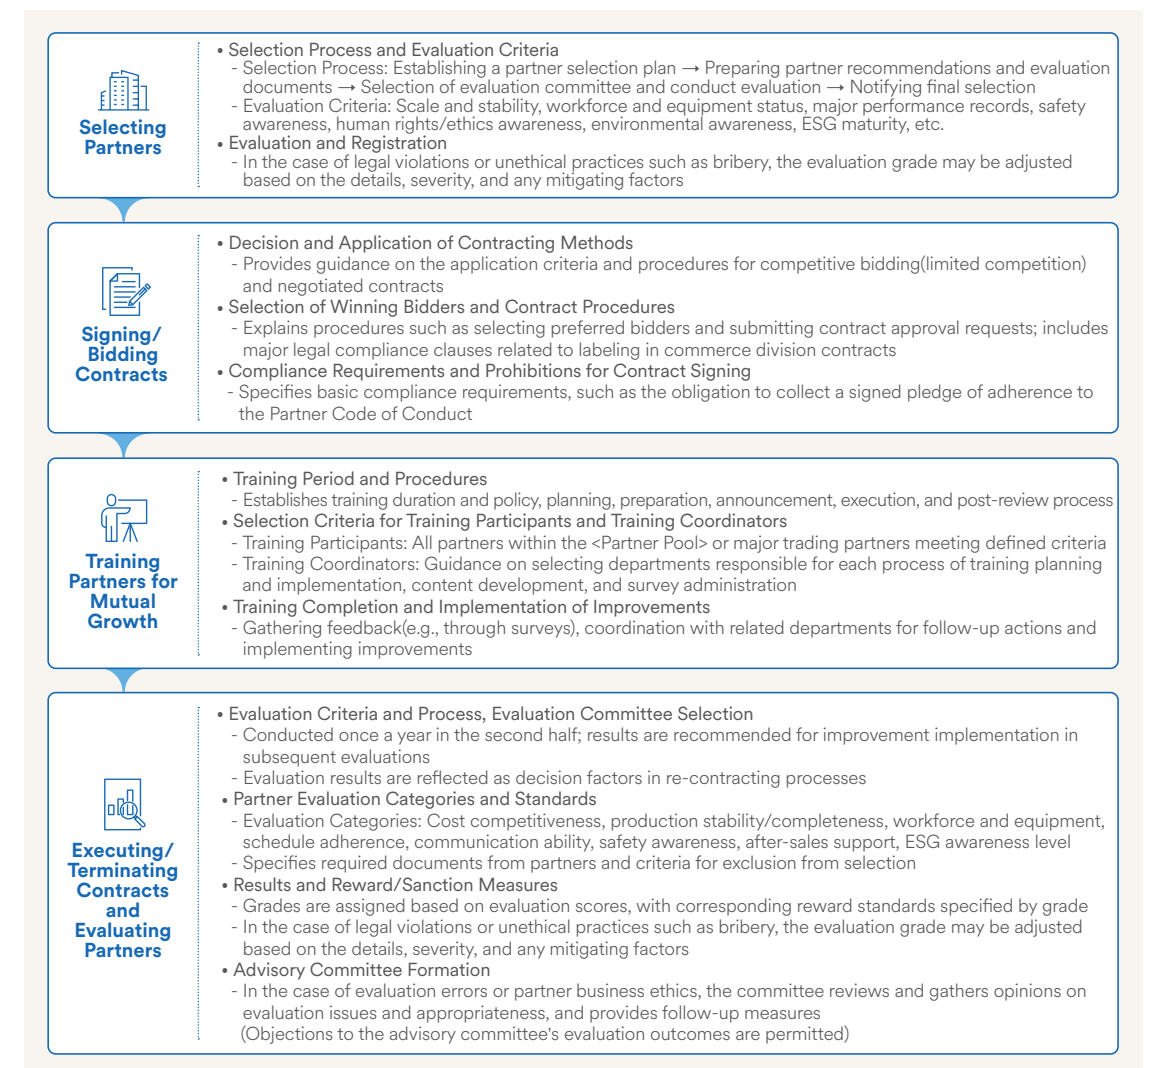 Selecting
Partners
• Selection Process and Evaluation Criteria
- Selection Process: Establishing a partner selection plan → Preparing partner recommendations and evaluation
documents → Selection of evaluation committee and conduct evaluation → Notifying final selection
- Evaluation Criteria: Scale and stability, workforce and equipment status, major performance records, safety
awareness, human rights/ethics awareness, environmental awareness, ESG maturity, etc.
• Evaluation and Registration
- In the case of legal violations or unethical practices such as bribery, the evaluation grade may be adjusted
based on the details, severity, and any mitigating factors
Signing/
Bidding
Contracts
• Decision and Application of Contracting Methods
- Provides guidance on the application criteria and procedures for competitive bidding(limited competition)
and negotiated contracts
• Selection of Winning Bidders and Contract Procedures
- Explains procedures such as selecting preferred bidders and submitting contract approval requests; includes
major legal compliance clauses related to labeling in commerce division contracts
• Compliance Requirements and Prohibitions for Contract Signing
- Specifies basic compliance requirements, such as the obligation to collect a signed pledge of adherence to
the Partner Code of Conduct
Training
Partners for
Mutual
Growth
• Training Period and Procedures
- Establishes training duration and policy, planning, preparation, announcement, execution, and post-review process
• Selection Criteria for Training Participants and Training Coordinators
- Training Participants: All partners within the <Partner Pool> or major trading partners meeting defined criteria
- Training Coordinators: Guidance on selecting departments responsible for each process of training planning
and implementation, content development, and survey administration
• Training Completion and Implementation of Improvements
- Gathering feedback(e.g., through surveys), coordination with related departments for follow-up actions and
implementing improvements
Executing/
Terminating
Contracts
and
Evaluating
Partners
• Evaluation Criteria and Process, Evaluation Committee Selection
- Conducted once a year in the second half; results are recommended for improvement implementation in
subsequent evaluations
- Evaluation results are reflected as decision factors in re-contracting processes
• Partner Evaluation Categories and Standards
- Evaluation Categories: Cost competitiveness, production stability/completeness, workforce and equipment,
schedule adherence, communication ability, safety awareness, after-sales support, ESG awareness level
- Specifies required documents from partners and criteria for exclusion from selection
• Results and Reward/Sanction Measures
- Grades are assigned based on evaluation scores, with corresponding reward standards specified by grade
- In the case of legal violations or unethical practices such as bribery, the evaluation grade may be adjusted
based on the details, severity, and any mitigating factors
• Advisory Committee Formation
- In the case of evaluation errors or partner business ethics, the committee reviews and gathers opinions on
evaluation issues and appropriateness, and provides follow-up measures
(Objections to the advisory committee's evaluation outcomes are permitted)